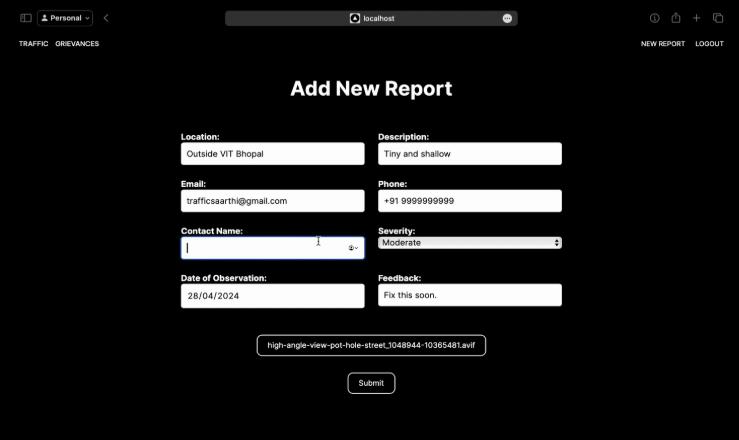 Personal
localhost
TRAFFIC GRIEVANCES
NEW REPORT LOGOUT
Add New Report
Location:
Outside VIT Bhopal
Description:
Tiny and shallow
Email:
trafficsaarthi@gmail.com
Phone:
+91 9999999999
Contact Name:
Severity:
Moderate
Date of Observation:
28/04/2024
Feedback:
Fix this soon.
high-angle-view-pot-hole-street_1048944-10365481.avif
Submit